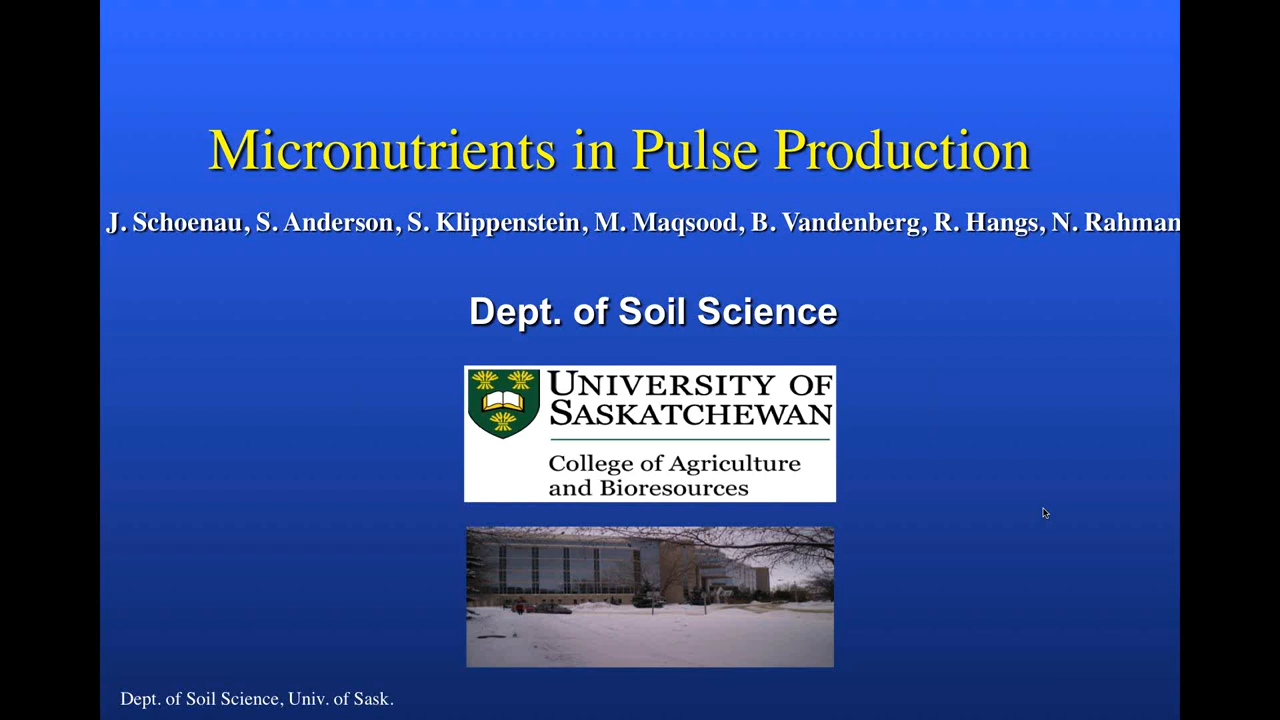 Micronutrients in Pulse Production
J. Schoenau, S. Anderson, S. Klippenstein, M. Maqsood, B. Vandenberg, R. Hangs, N. Rahman
Dept. of Soil Science
UNIVERSITY OF
SASKATCHEWAN
College of Agriculture
and Bioresources
Dept. of Soil Science, Univ. of Sask.